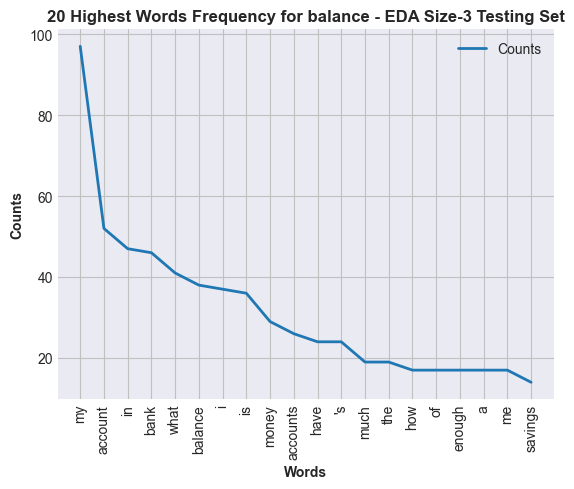 20 Highest Words Frequency for balance - EDA Size-3 Testing Set
Counts
100
80
60
40
20
Counts
my
account
in
bank
what
balance
i
is
money
accounts
have
's
much
the
how
of
enough
a
me
savings
Words